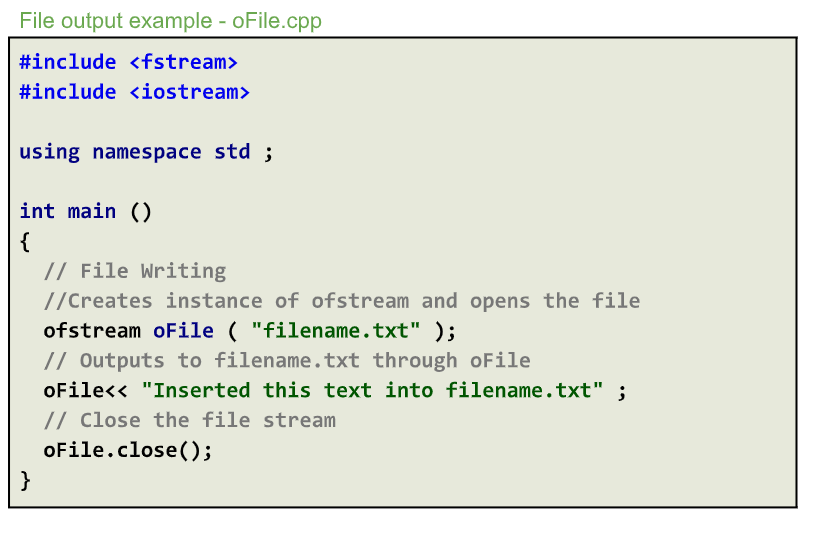 File output example - oFile.cpp
#include <fstream>
#include <iostream>
using namespace std ;
int main ()
{
// File Writing
//Creates instance of ofstream and opens the file
ofstream oFile ( "filename.txt" );
// Outputs to filename.txt through oFile
oFile<< "Inserted this text into filename.txt" ;
// Close the file stream
oFile.close();
}